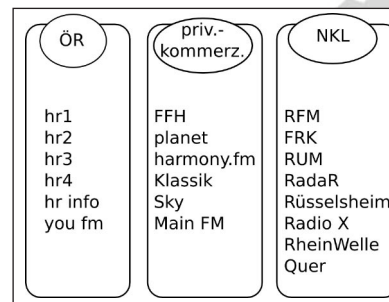 ÖR
hr1
hr2
hr3
hr4
hr info
you fm
priv.-
kommerz.
FFH
planet
harmony.fm
Klassik
Sky
Main FM
NKL
RFM
FRK
RUM
RadaR
Rüsselsheim
Radio X
RheinWelle
Quer